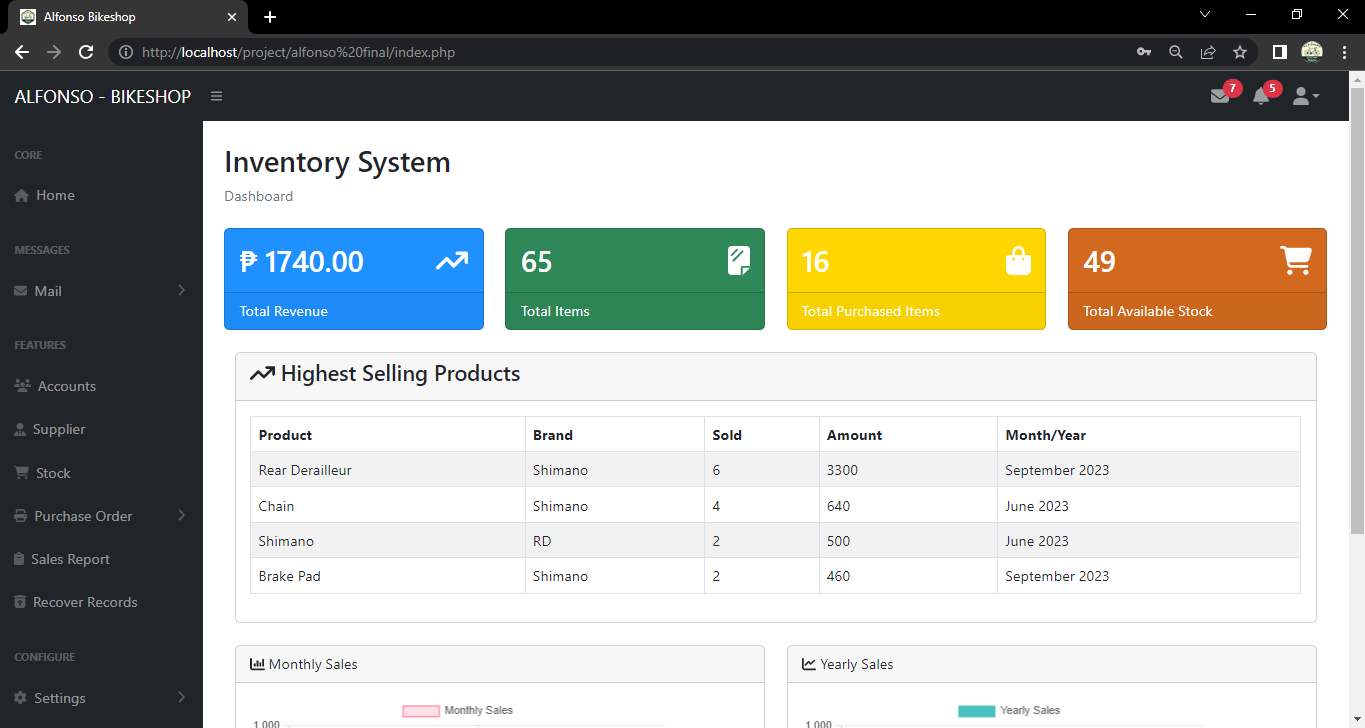 Alfonso Bikeshop
http://localhost/project/alfonso%20final/index.php
ALFONSO - BIKESHOP
7
5
CORE
Home
MESSAGES
Mail
FEATURES
Accounts
Supplier
Stock
Purchase Order
Sales Report
Recover Records
CONFIGURE
Settings
Inventory System
Dashboard
₱ 1740.00
Total Revenue
65
Total Items
16
Total Purchased Items
49
Total Available Stock
Highest Selling Products
Product Brand Sold Amount Month/Year
Rear Derailleur Shimano 6 3300 September 2023
Chain Shimano 4 640 June 2023
Shimano RD 2 500 June 2023
Brake Pad Shimano 2 460 September 2023
Monthly Sales
Monthly Sales
1,000
Yearly Sales
Yearly Sales
1,000